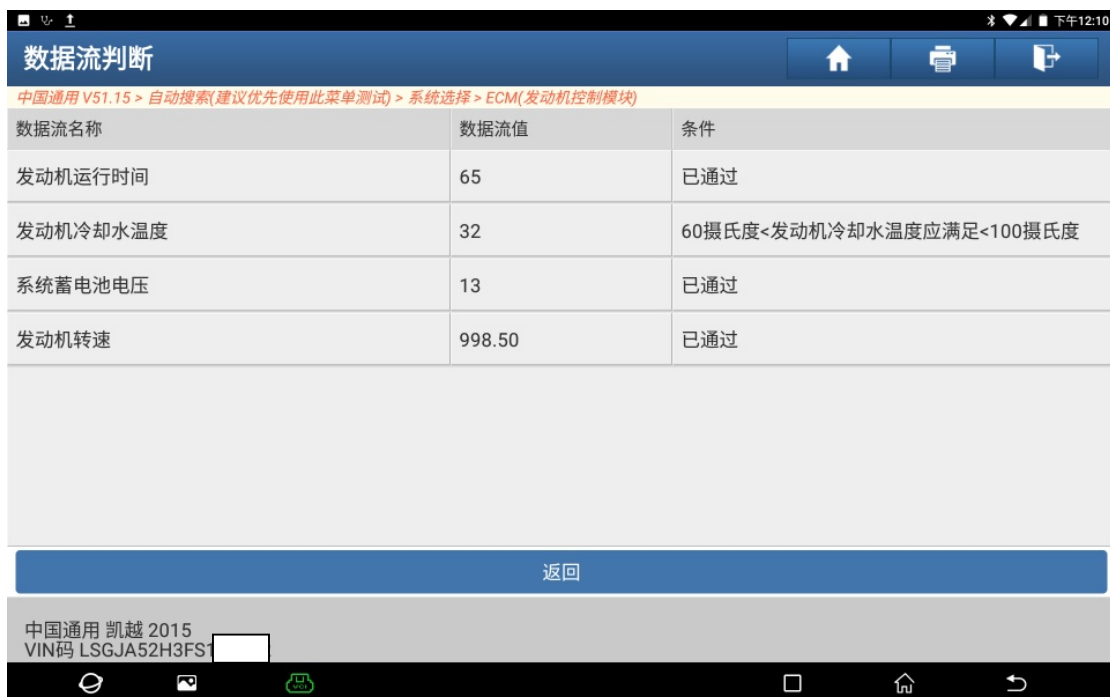 下午12:10
数据流判断
中国通用 V51.15 > 自动搜索(建议优先使用此菜单测试) > 系统选择 > ECM(发动机控制模块)
数据流名称 数据流值 条件
发动机运行时间 65 已通过
发动机冷却水温度 32 60摄氏度<发动机冷却水温度应满足<100摄氏度
系统蓄电池电压 13 已通过
发动机转速 998.50 已通过
返回
中国通用 凯越 2015
VIN码 LSGJA52H3FS1
VCI